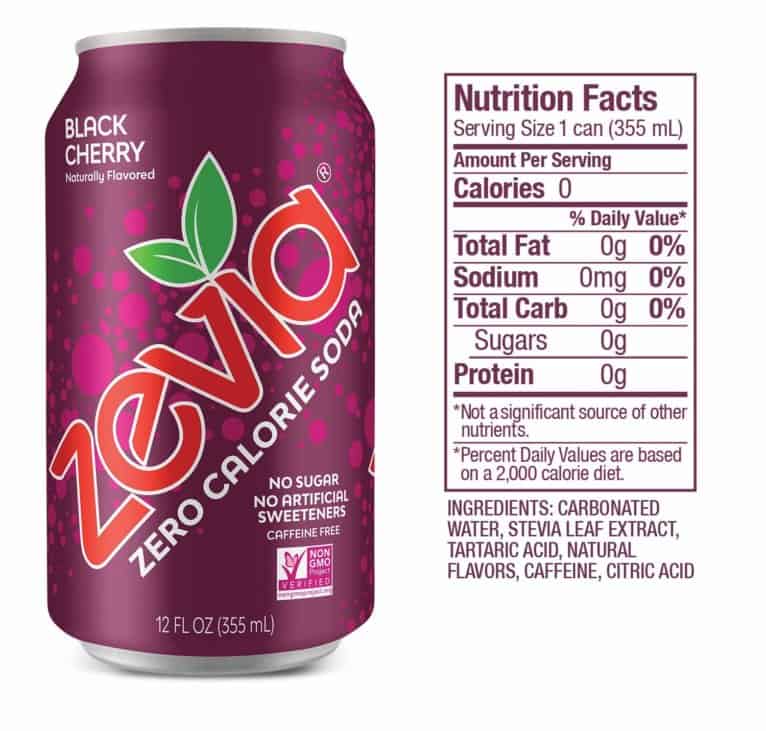 BLACK
CHERRY
Naturally Flavored
zevia®
ZERO CALORIE SODA
NO SUGAR
NO ARTIFICIAL
SWEETENERS
CAFFEINE FREE
NON
GMO
Project
VERIFIED
nongmoproject.org
12 FL OZ (355 mL)
Nutrition Facts
Serving Size 1 can (355 mL)
Amount Per Serving
Calories 0
% Daily Value*
Total Fat 0g 0%
Sodium 0mg 0%
Total Carb 0g 0%
Sugars 0g
Protein 0g
*Not a significant source of other
nutrients.
*Percent Daily Values are based
on a 2,000 calorie diet.
INGREDIENTS: CARBONATED
WATER, STEVIA LEAF EXTRACT,
TARTARIC ACID, NATURAL
FLAVORS, CAFFEINE, CITRIC ACID